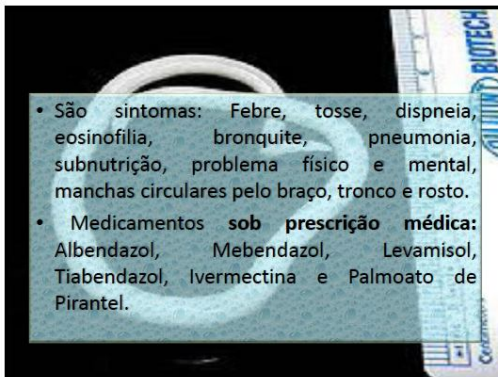 • São sintomas: Febre, tosse, dispneia,
eosinofilia, bronquite, pneumonia,
subnutrição, problema físico e mental,
manchas circulares pelo braço, tronco e rosto.
• Medicamentos sob prescrição médica:
Albendazol, Mebendazol, Levamisol,
Tiabendazol, Ivermectina e Palmoato de
Pirantel.
BIOTECH